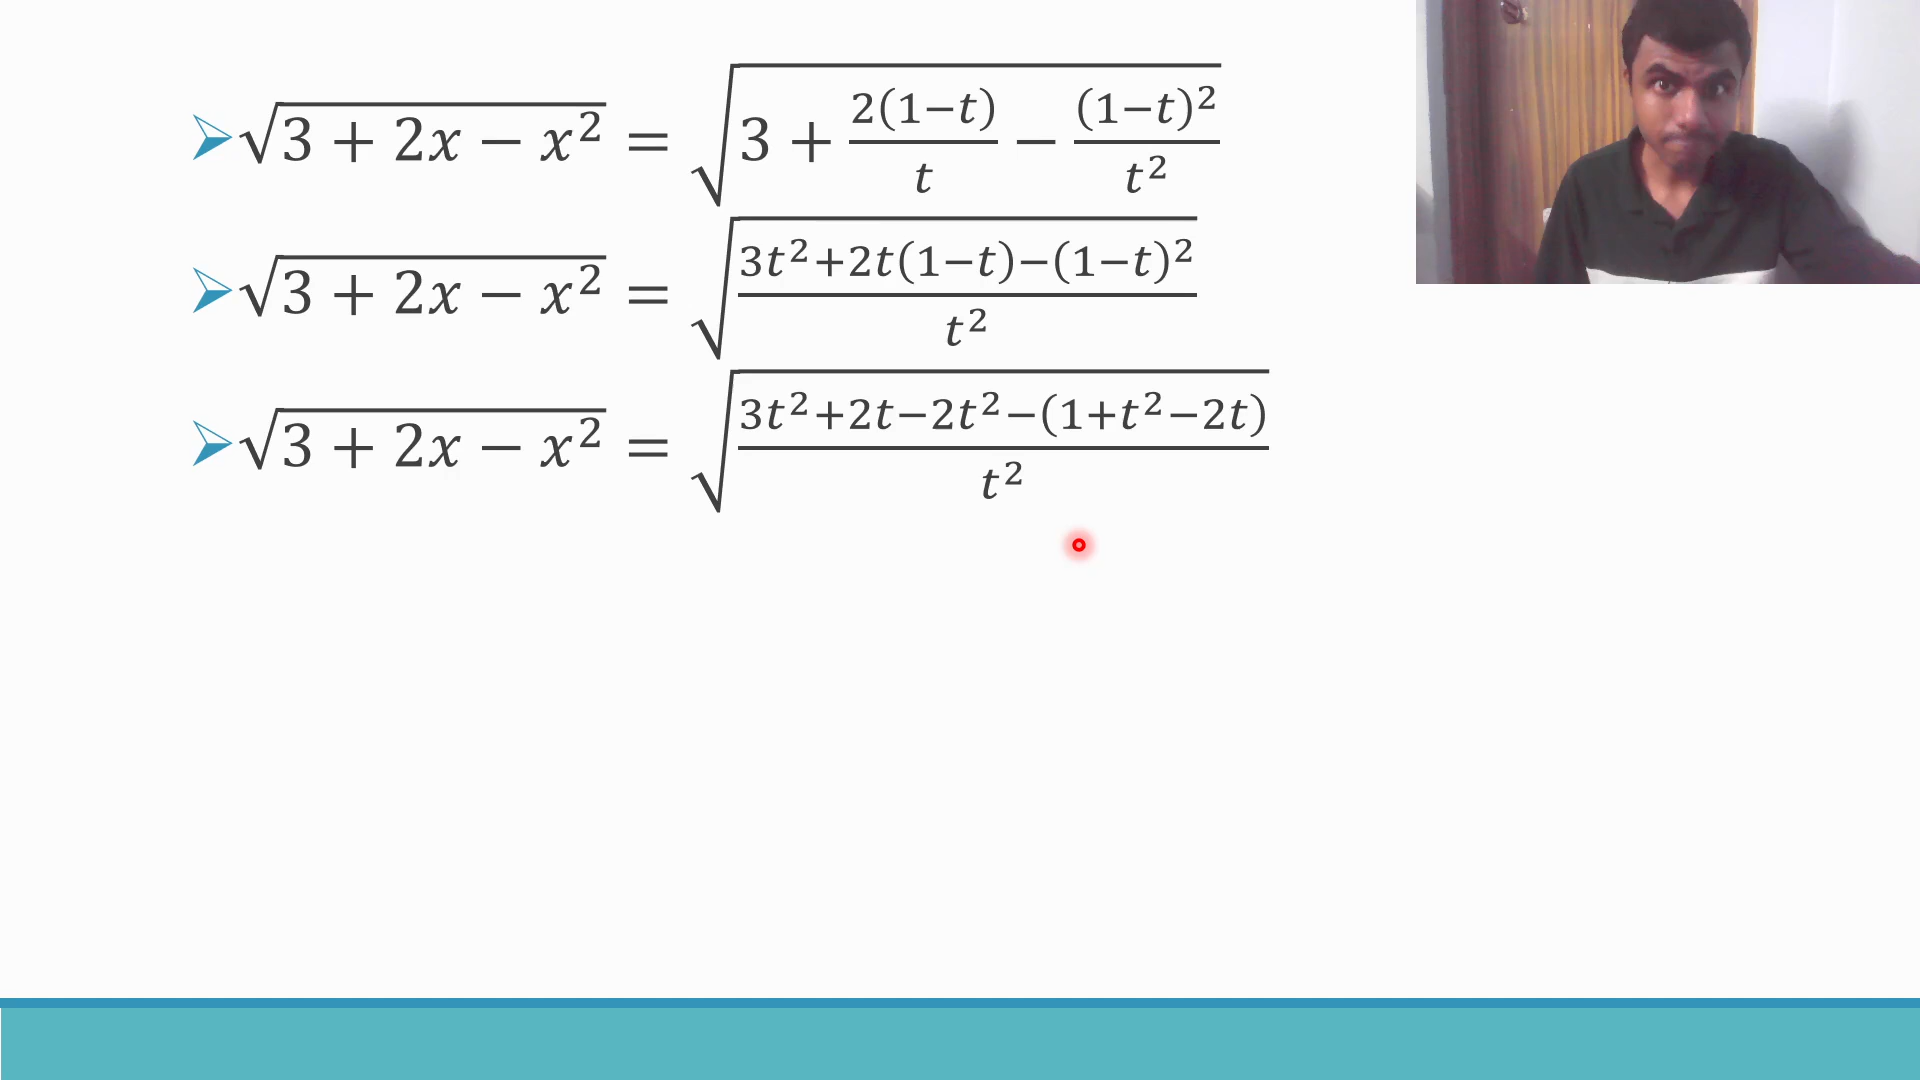 ➢√(3 + 2x − x²) = √(3 + 2(1−t)/t − (1−t)²/t²)
➢√(3 + 2x − x²) = √((3t²+2t(1−t)−(1−t)²)/t²)
➢√(3 + 2x − x²) = √((3t²+2t−2t²−(1+t²−2t))/t²)